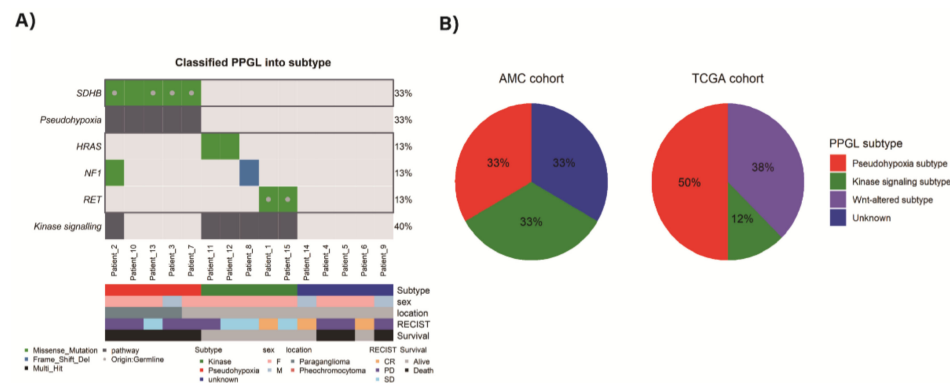 A)
Classified PPGL into subtype
SDHB 33%
Pseudohypoxia 33%
HRAS 13%
NF1 13%
RET 13%
Kinase signalling 40%
Patient_2 Patient_10 Patient_13 Patient_3 Patient_7 Patient_11 Patient_12 Patient_8 Patient_1 Patient_15 Patient_14 Patient_4 Patient_5 Patient_6 Patient_9
Subtype
sex
location
RECIST
Survival
Missense_Mutation pathway
Frame_Shift_Del Origin:Germline
Multi_Hit
Subtype sex location RECIST Survival
Kinase F Paraganglioma CR Alive
Pseudohypoxia M Pheochromocytoma PD Death
unknown SD
B)
AMC cohort
33% 33%
33%
TCGA cohort
50% 38%
12%
PPGL subtype
Pseudohypoxia subtype
Kinase signaling subtype
Wnt-altered subtype
Unknown